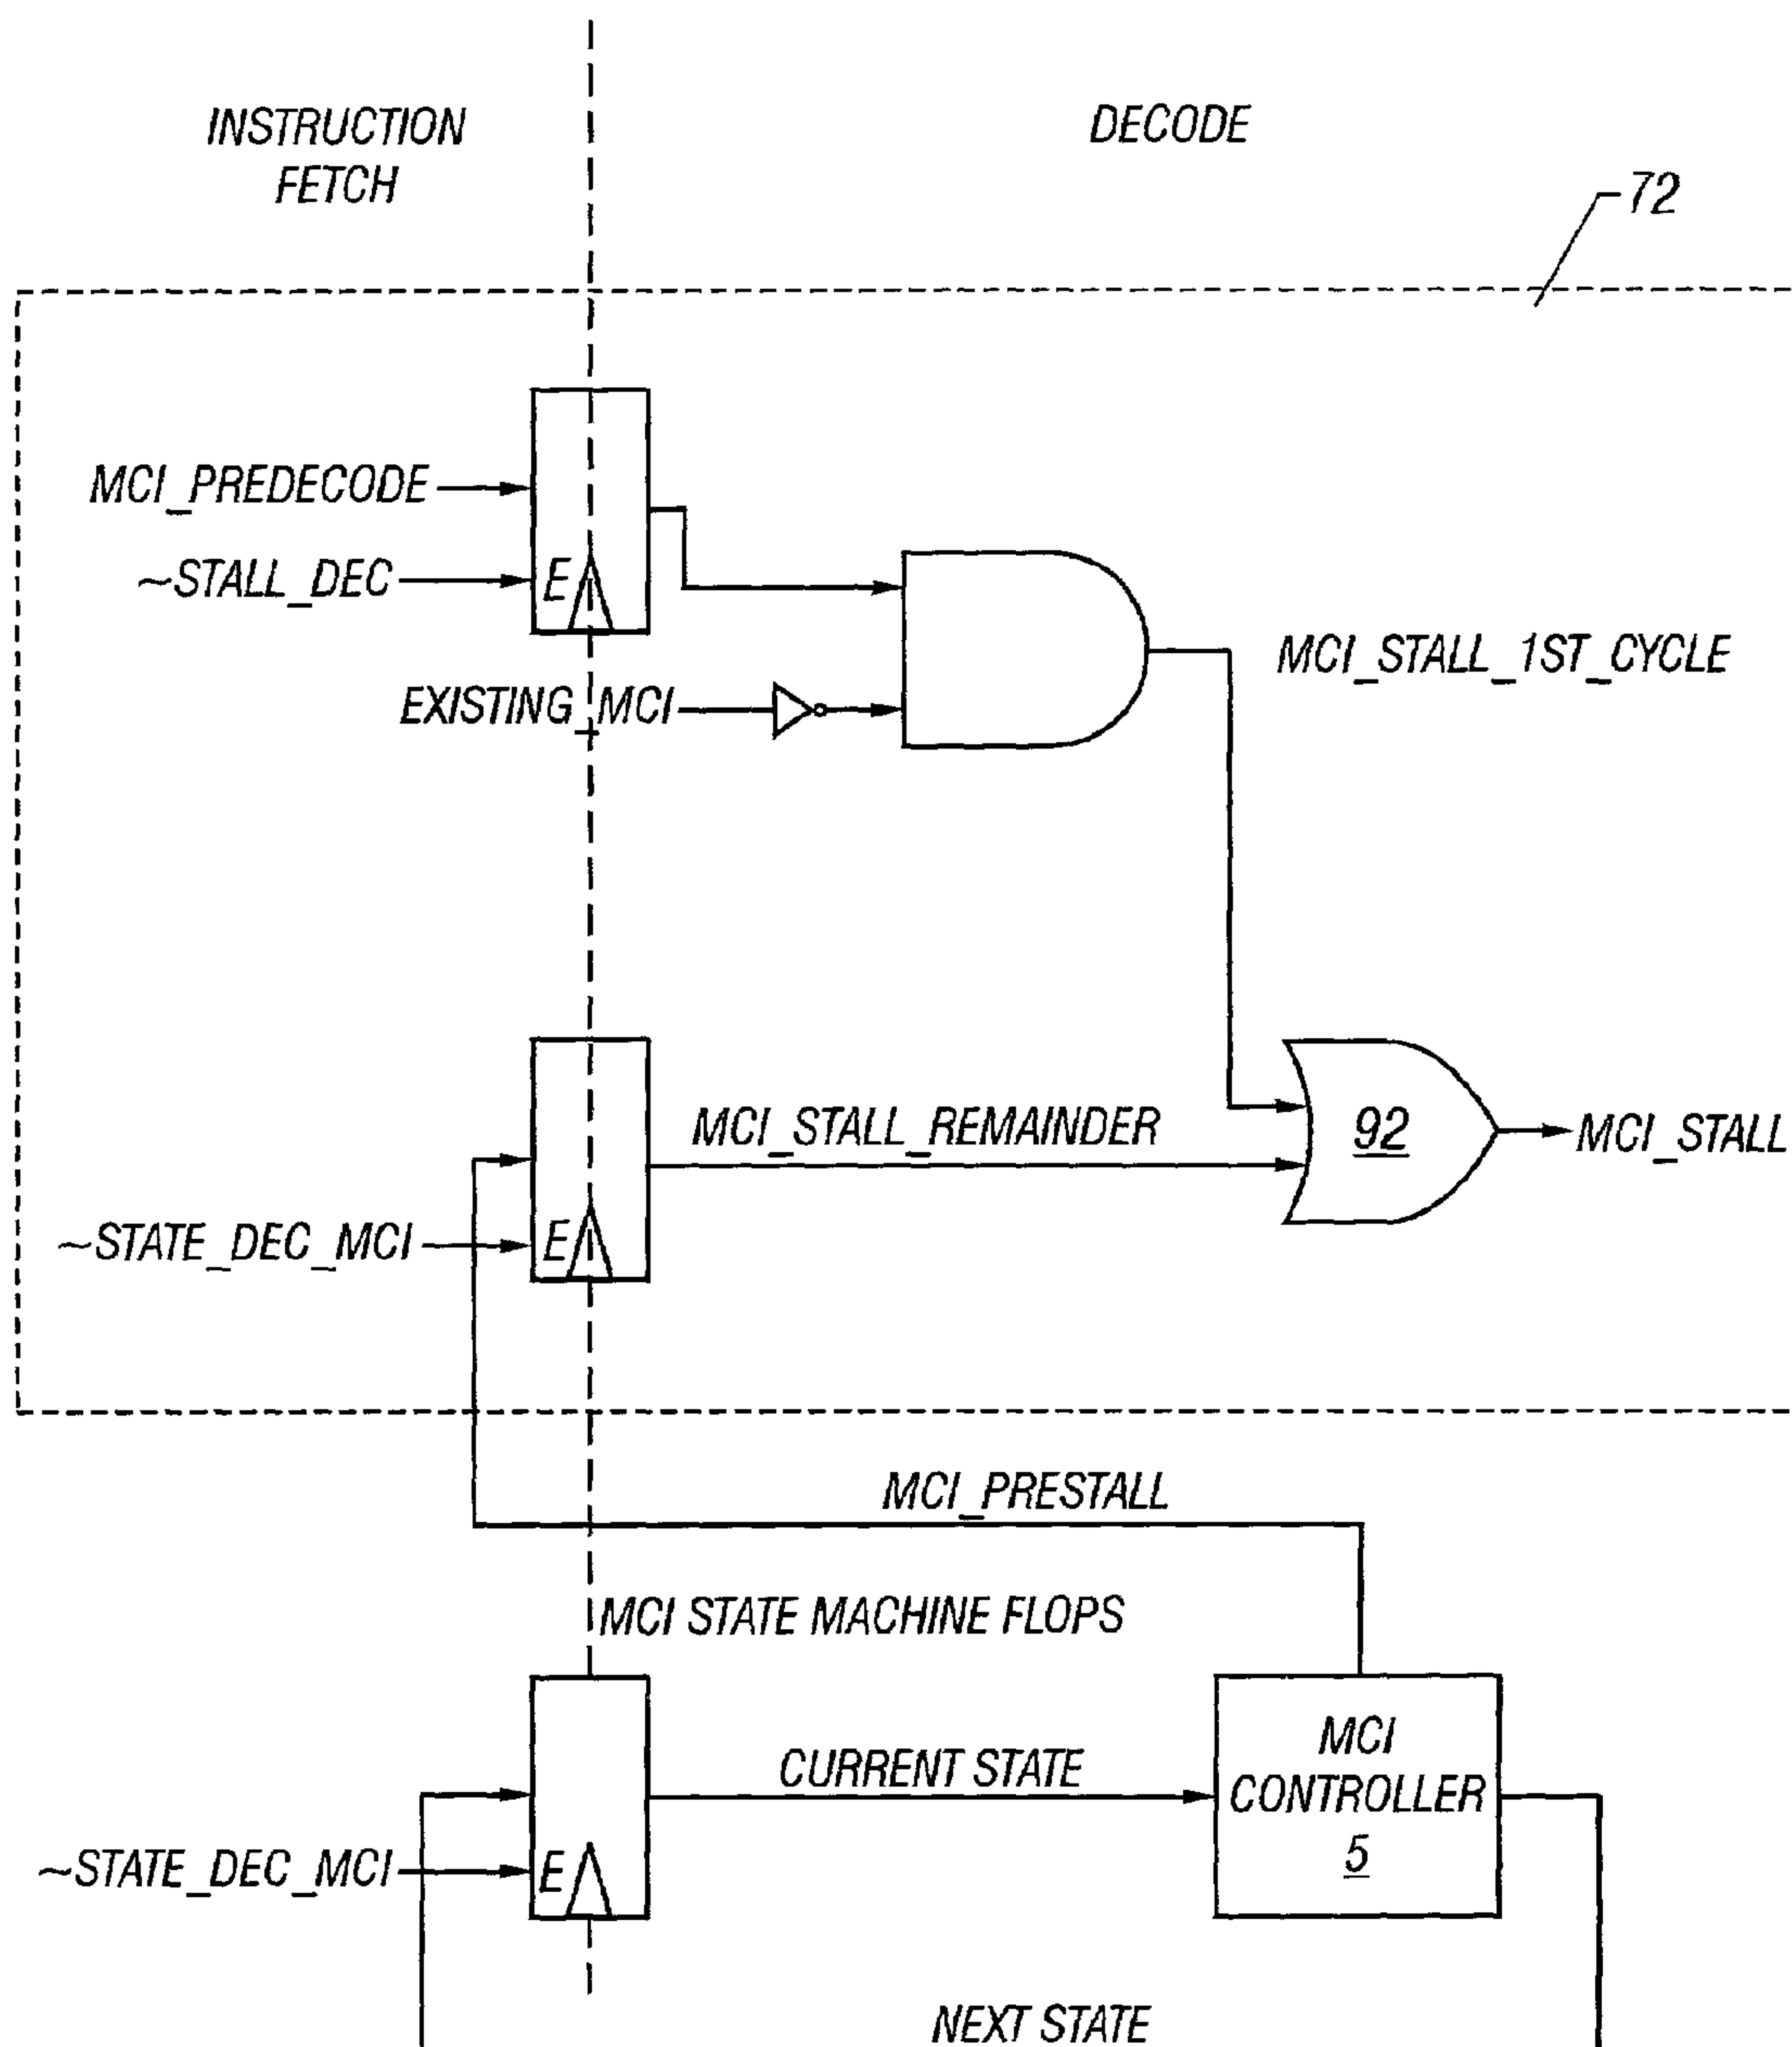 INSTRUCTION
FETCH
DECODE
72
MCI_PREDECODE
~STALL_DEC
E
EXISTING_MCI
MCI_STALL_1ST_CYCLE
MCI_STALL_REMAINDER
92
MCI_STALL
~STATE_DEC_MCI
E
MCI_PRESTALL
MCI STATE MACHINE FLOPS
CURRENT STATE
MCI
CONTROLLER
5
~STATE_DEC_MCI
E
NEXT STATE